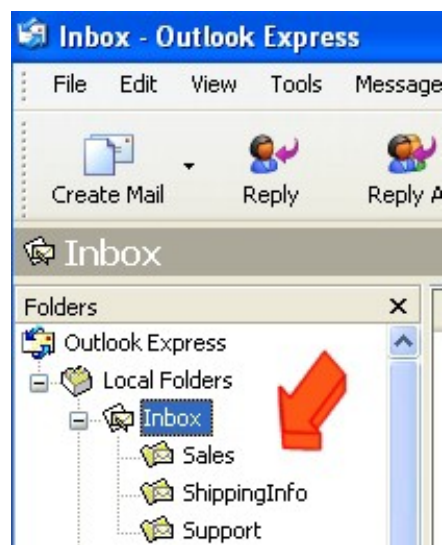 Inbox - Outlook Express
File Edit View Tools Message
Create Mail Reply Reply A
Inbox
Folders
Outlook Express
Local Folders
Inbox
Sales
ShippingInfo
Support